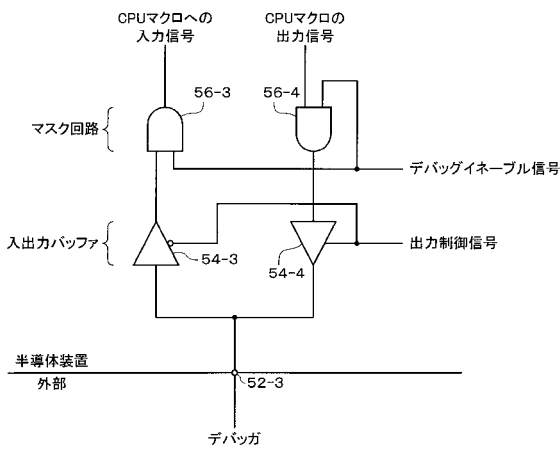 CPUマクロへの
入力信号
CPUマクロの
出力信号
56-3
56-4
マスク回路
デバッグイネーブル信号
入出力バッファ
54-3
54-4
出力制御信号
半導体装置
外部
52-3
デバッガ